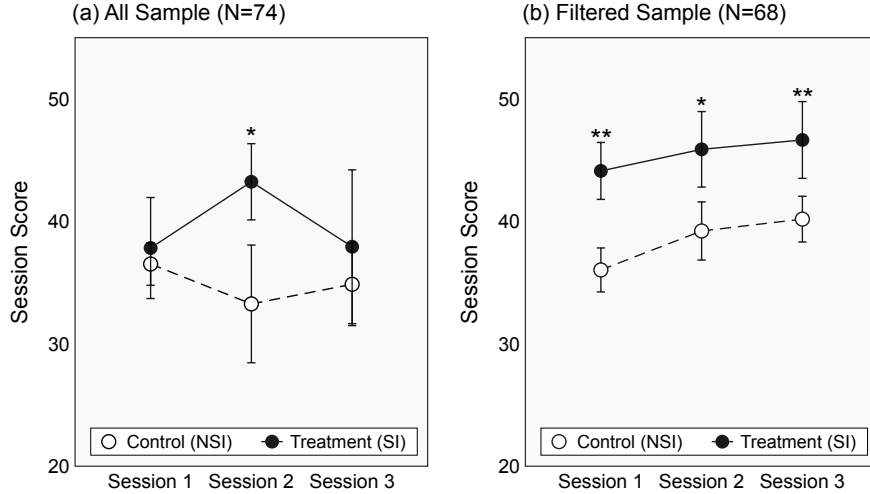 (a) All Sample (N=74)
Session Score
50
40
30
20
*
Control (NSI)
Treatment (SI)
Session 1
Session 2
Session 3
(b) Filtered Sample (N=68)
Session Score
50
40
30
20
**
*
**
Control (NSI)
Treatment (SI)
Session 1
Session 2
Session 3